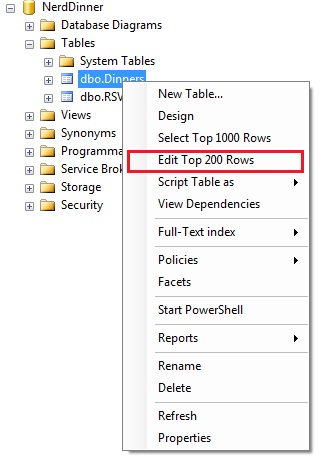 NerdDinner
Database Diagrams
Tables
System Tables
dbo.Dinners
dbo.RSV
Views
Synonyms
Programma
Service Brok
Storage
Security
New Table...
Design
Select Top 1000 Rows
Edit Top 200 Rows
Script Table as
View Dependencies
Full-Text index
Policies
Facets
Start PowerShell
Reports
Rename
Delete
Refresh
Properties